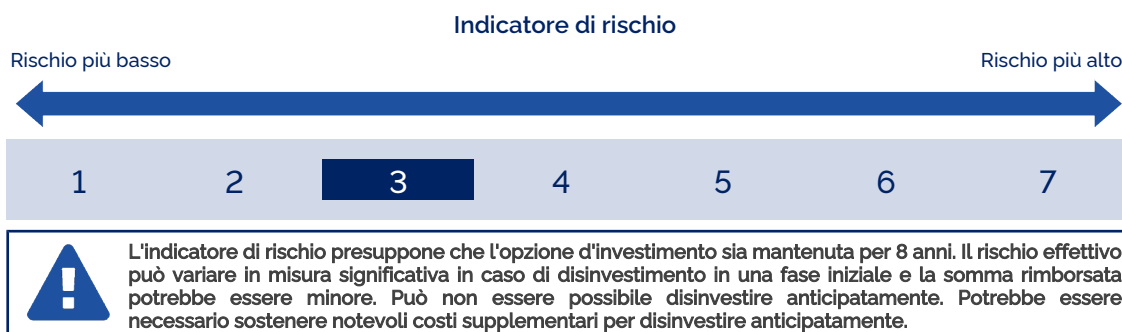 Indicatore di rischio
Rischio più basso
Rischio più alto
1 2 3 4 5 6 7
L'indicatore di rischio presuppone che l'opzione d'investimento sia mantenuta per 8 anni. Il rischio effettivo
può variare in misura significativa in caso di disinvestimento in una fase iniziale e la somma rimborsata
potrebbe essere minore. Può non essere possibile disinvestire anticipatamente. Potrebbe essere
necessario sostenere notevoli costi supplementari per disinvestire anticipatamente.